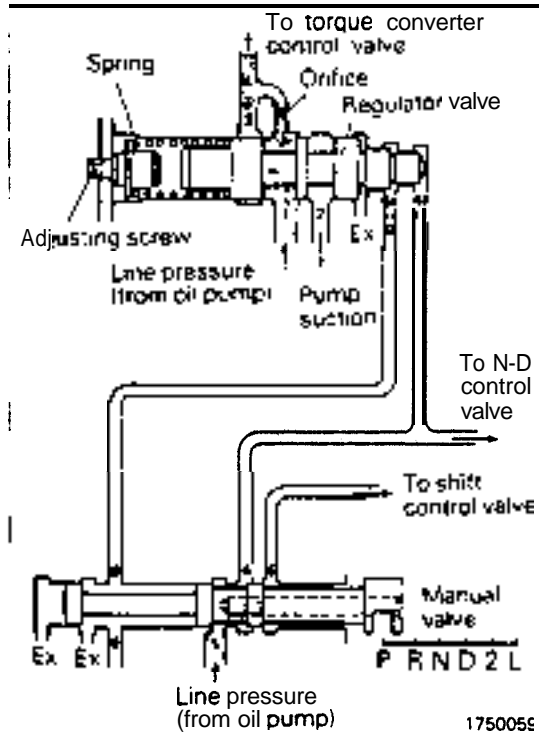 To torque converter
control valve
Spring
Orifice
Regulator valve
Adjusting screw
Ex
Line pressure
(from oil pump)
Pump
suction
To N-D
control
valve
To shift
control valve
Manual
valve
Ex Ex
P R N D 2 L
Line pressure
(from oil pump)
1750059